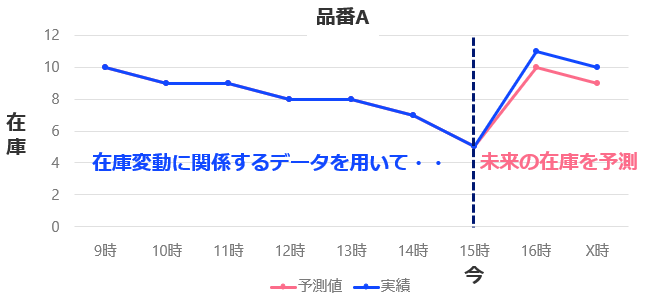 品番A
12
10
8
6
4
2
0
在庫
在庫変動に関係するデータを用いて・・
未来の在庫を予測
9時 10時 11時 12時 13時 14時 15時 16時 X時
今
予測値 実績